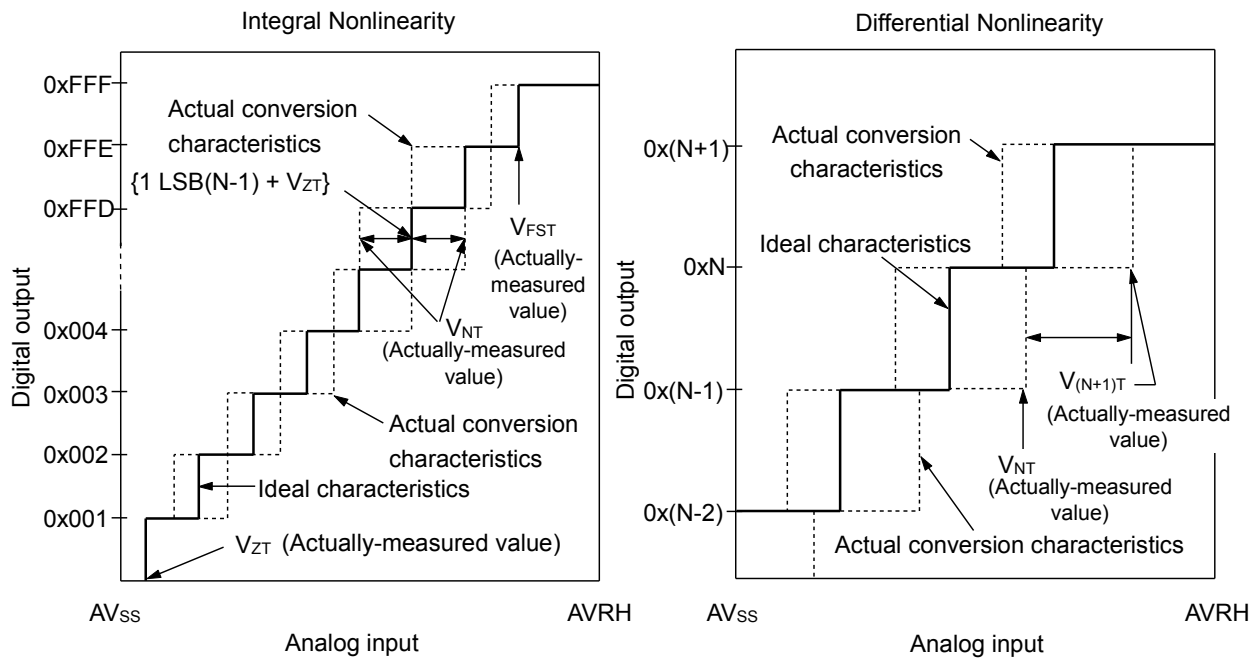 Integral Nonlinearity
0xFFF
0xFFE
0xFFD
0x004
0x003
0x002
0x001
Digital output
Actual conversion
characteristics
{1 LSB(N-1) + VZT}
VFST
(Actually-
measured
value)
VNT
(Actually-measured
value)
Actual conversion
characteristics
Ideal characteristics
VZT (Actually-measured value)
AVSS
AVRH
Analog input
Differential Nonlinearity
0x(N+1)
0xN
0x(N-1)
0x(N-2)
Digital output
Actual conversion
characteristics
Ideal characteristics
V(N+1)T
(Actually-measured
value)
VNT
(Actually-measured
value)
Actual conversion characteristics
AVSS
AVRH
Analog input